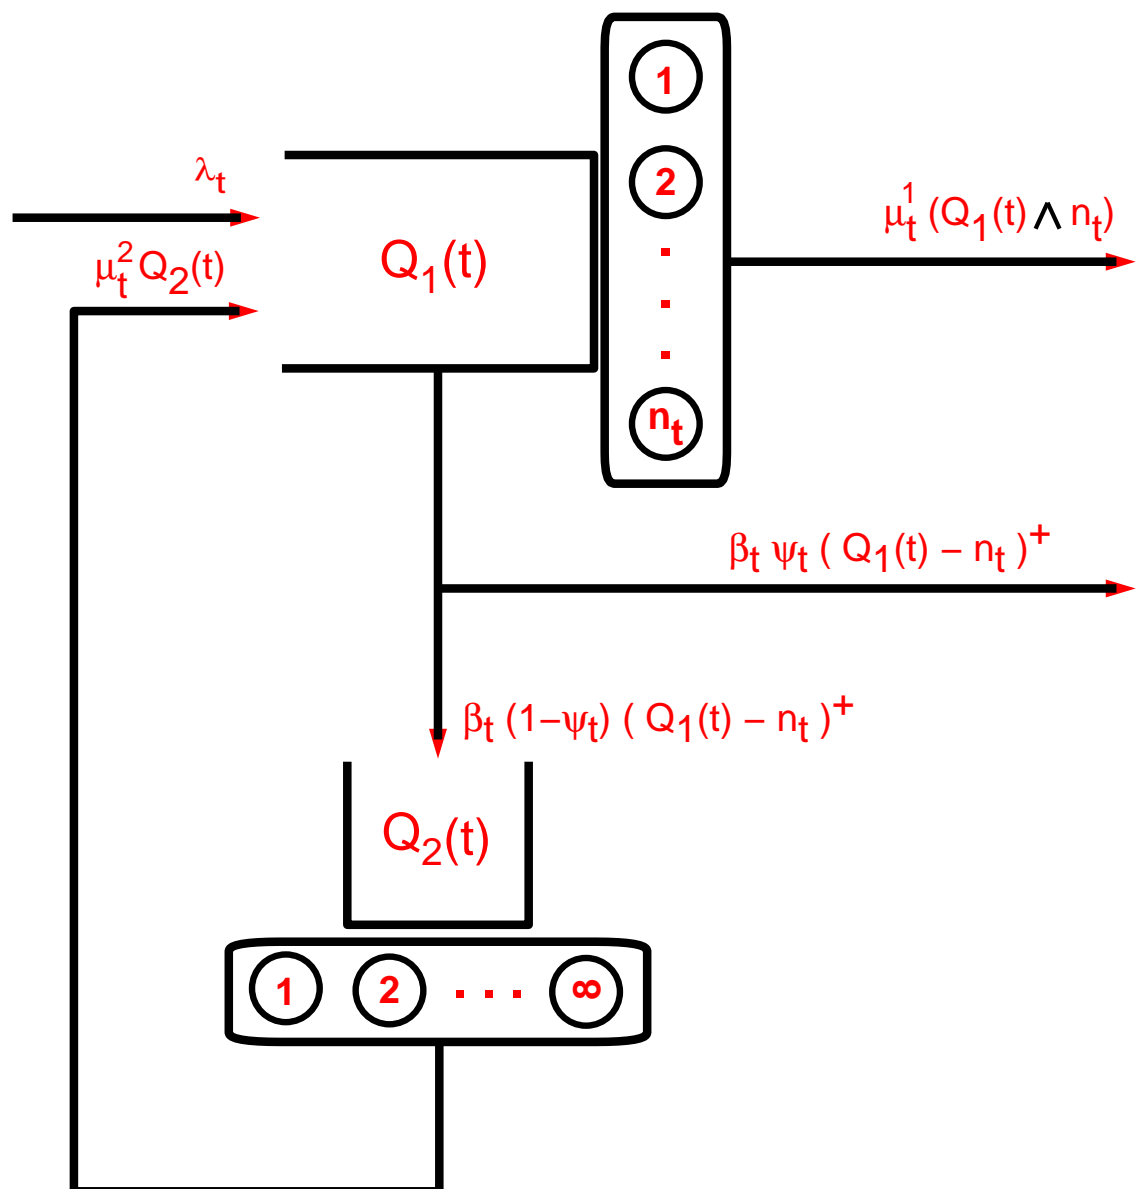 1
λt
2
μt1 (Q1(t) ∧ nt)
μt2 Q2(t)
Q1(t)
.
.
.
nt
βt ψt ( Q1(t) − nt )+
βt (1−ψt) ( Q1(t) − nt )+
Q2(t)
1 2 . . . ∞